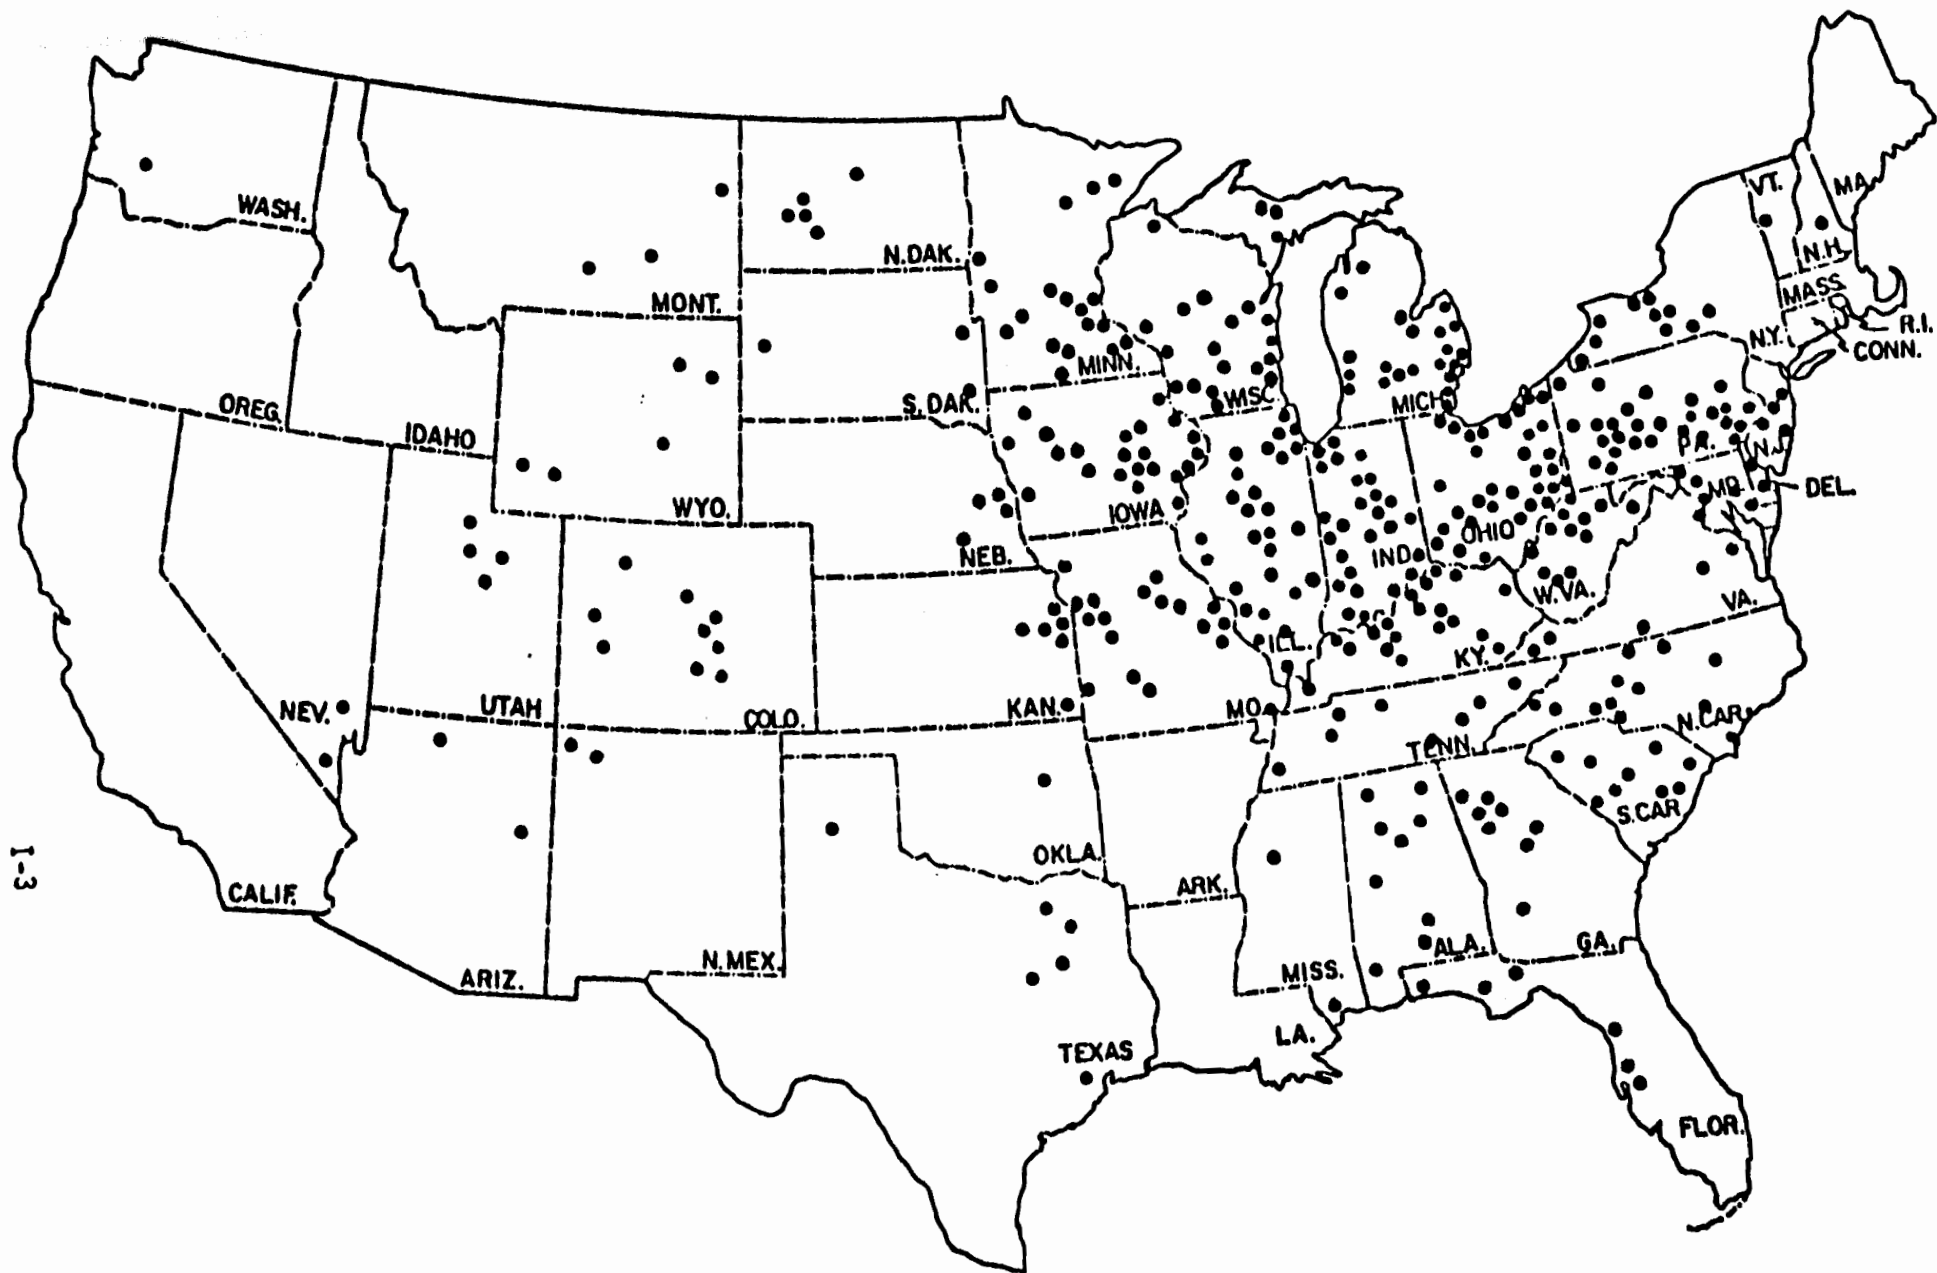 VT.
MA.
WASH.
N.H.
N.DAK.
MASS.
MONT.
R.I.
N.Y.
CONN.
MINN.
OREG.
S.DAK.
WISC.
MICH.
IDAHO
PA.
N.J.
WYO.
IOWA
MD.
DEL.
NEB.
IND.
OHIO
W.VA.
VA.
ILL.
KY.
NEV.
UTAH
COLO.
KAN.
MO.
N.CAR.
TENN.
S.CAR.
I-3
CALIF.
OKLA.
ARK.
ARIZ.
N.MEX.
MISS.
ALA.
GA.
TEXAS
LA.
FLOR.